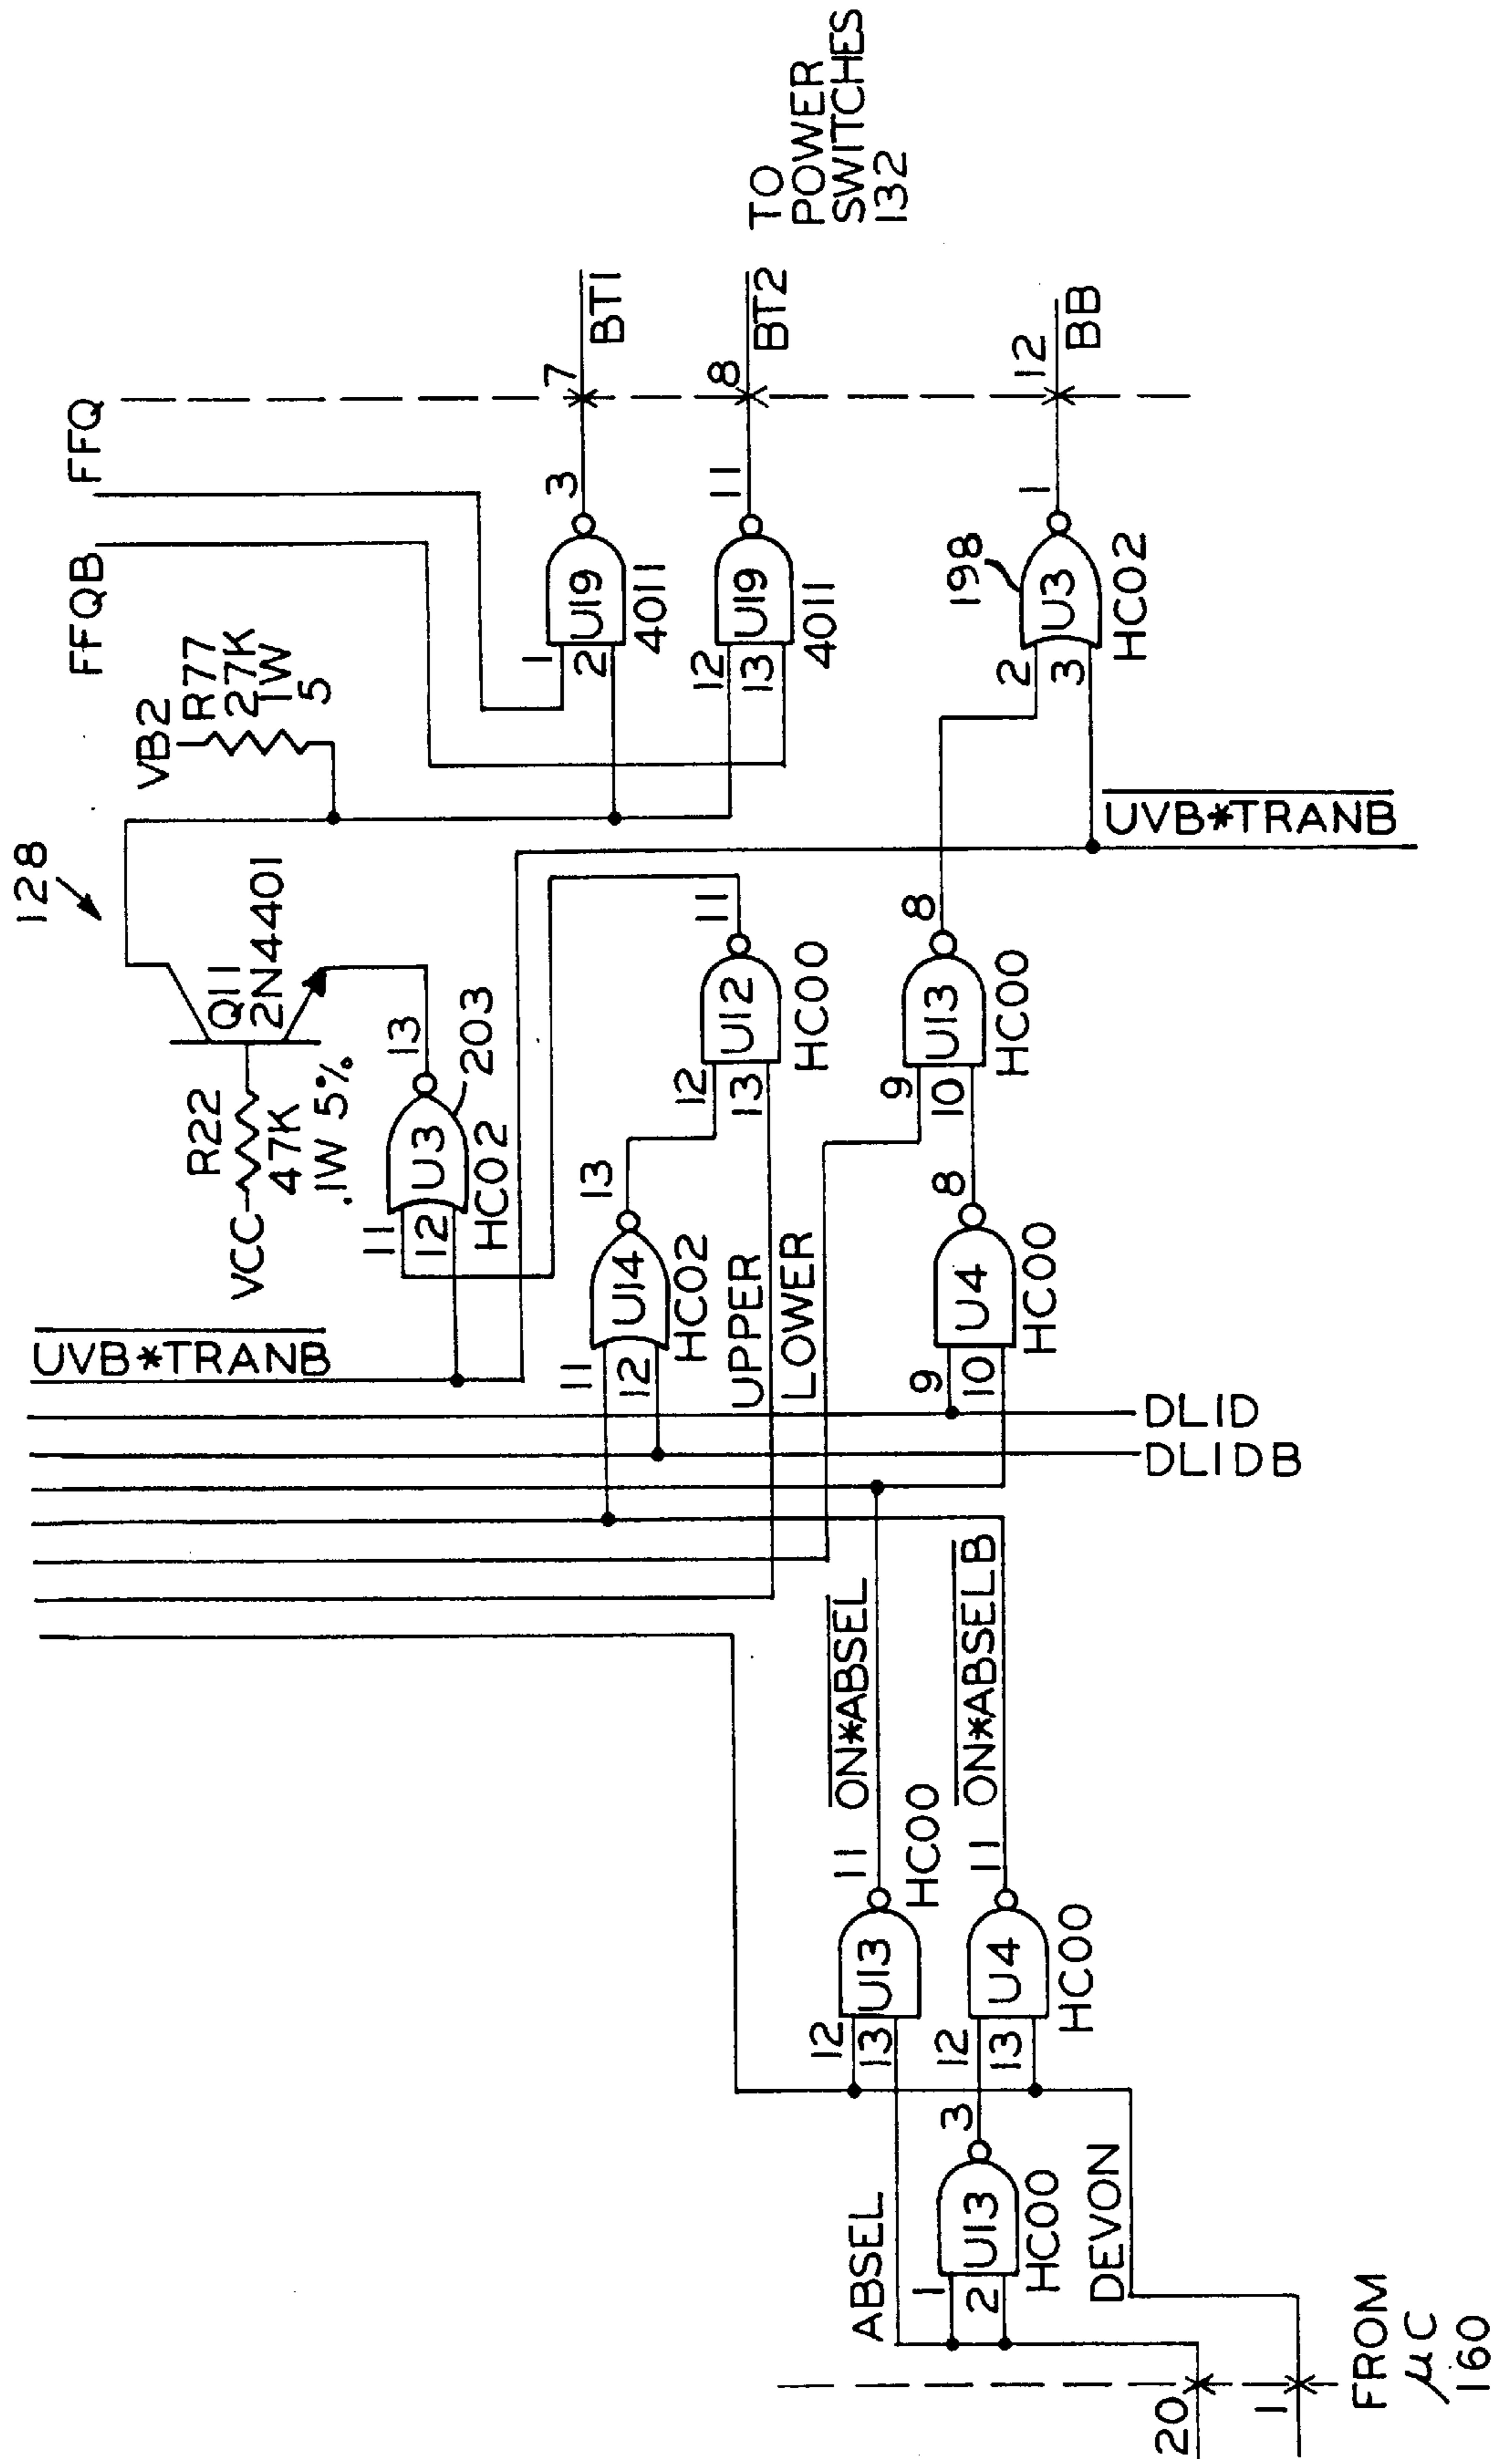 128
FFQB
FFQ
VB2
R77
27K
1W
5
Q11
2N4401
R22
47K
.1W 5%
VCC
1
2
U19
4011
3
7
BT1
12
13
U19
4011
11
8
BT2
TO
POWER
SWITCHES
132
11
12
U3
HC02
13
203
198
2
3
U3
HC02
1
12
BB
UVB*TRANB
UVB*TRANB
11
12
U14
HC02
13
12
13
U12
HC00
11
UPPER
LOWER
9
10
U4
HC00
8
9
10
U13
HC00
8
DLID
DLIDB
ON*ABSEL
ON*ABSELB
12
13
U13
HC00
11
12
13
U4
HC00
11
ABSEL
1
2
U13
HC00
3
DEVON
20
1
FROM
μC
160